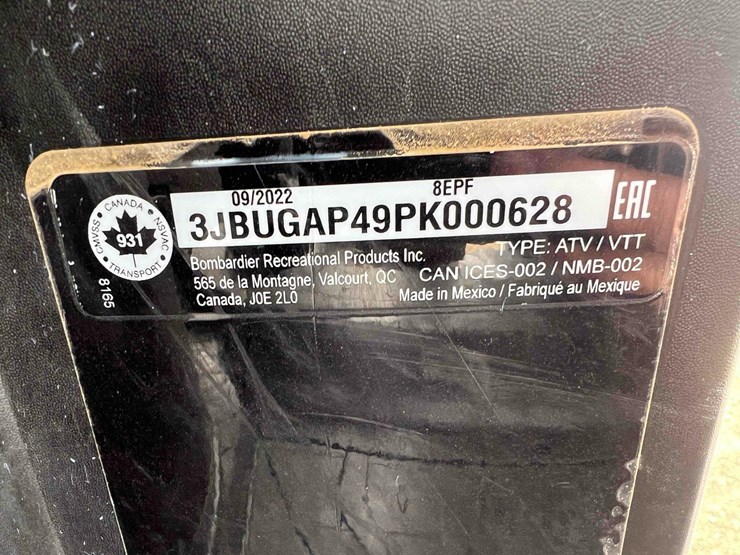 09/2022 8EPF
3JBUGAP49PK000628
EAC
CANADA
CMVSS • NSVAC
931
TRANSPORT
8165
Bombardier Recreational Products Inc.
565 de la Montagne, Valcourt, QC
Canada, J0E 2L0
TYPE: ATV / VTT
CAN ICES-002 / NMB-002
Made in Mexico / Fabriqué au Mexique